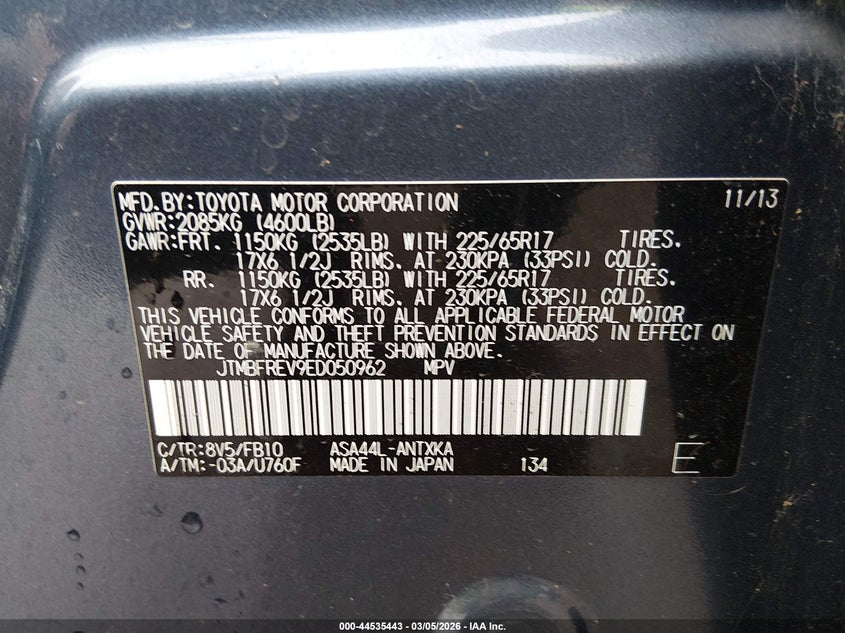 MFD.BY:TOYOTA MOTOR CORPORATION 11/13
GVWR:2085KG (4600LB)
GAWR:FRT. 1150KG (2535LB) WITH 225/65R17 TIRES.
17X6 1/2J RIMS. AT 230KPA (33PSI) COLD.
RR. 1150KG (2535LB) WITH 225/65R17 TIRES.
17X6 1/2J RIMS. AT 230KPA (33PSI) COLD.
THIS VEHICLE CONFORMS TO ALL APPLICABLE FEDERAL MOTOR
VEHICLE SAFETY AND THEFT PREVENTION STANDARDS IN EFFECT ON
THE DATE OF MANUFACTURE SHOWN ABOVE.
JTMBFREV9ED050962 MPV
C/TR:8V5/FB10 ASA44L-ANTXKA
A/TM:-03A/U760F MADE IN JAPAN 134 E
000-44535443 - 03/05/2026 - IAA Inc.